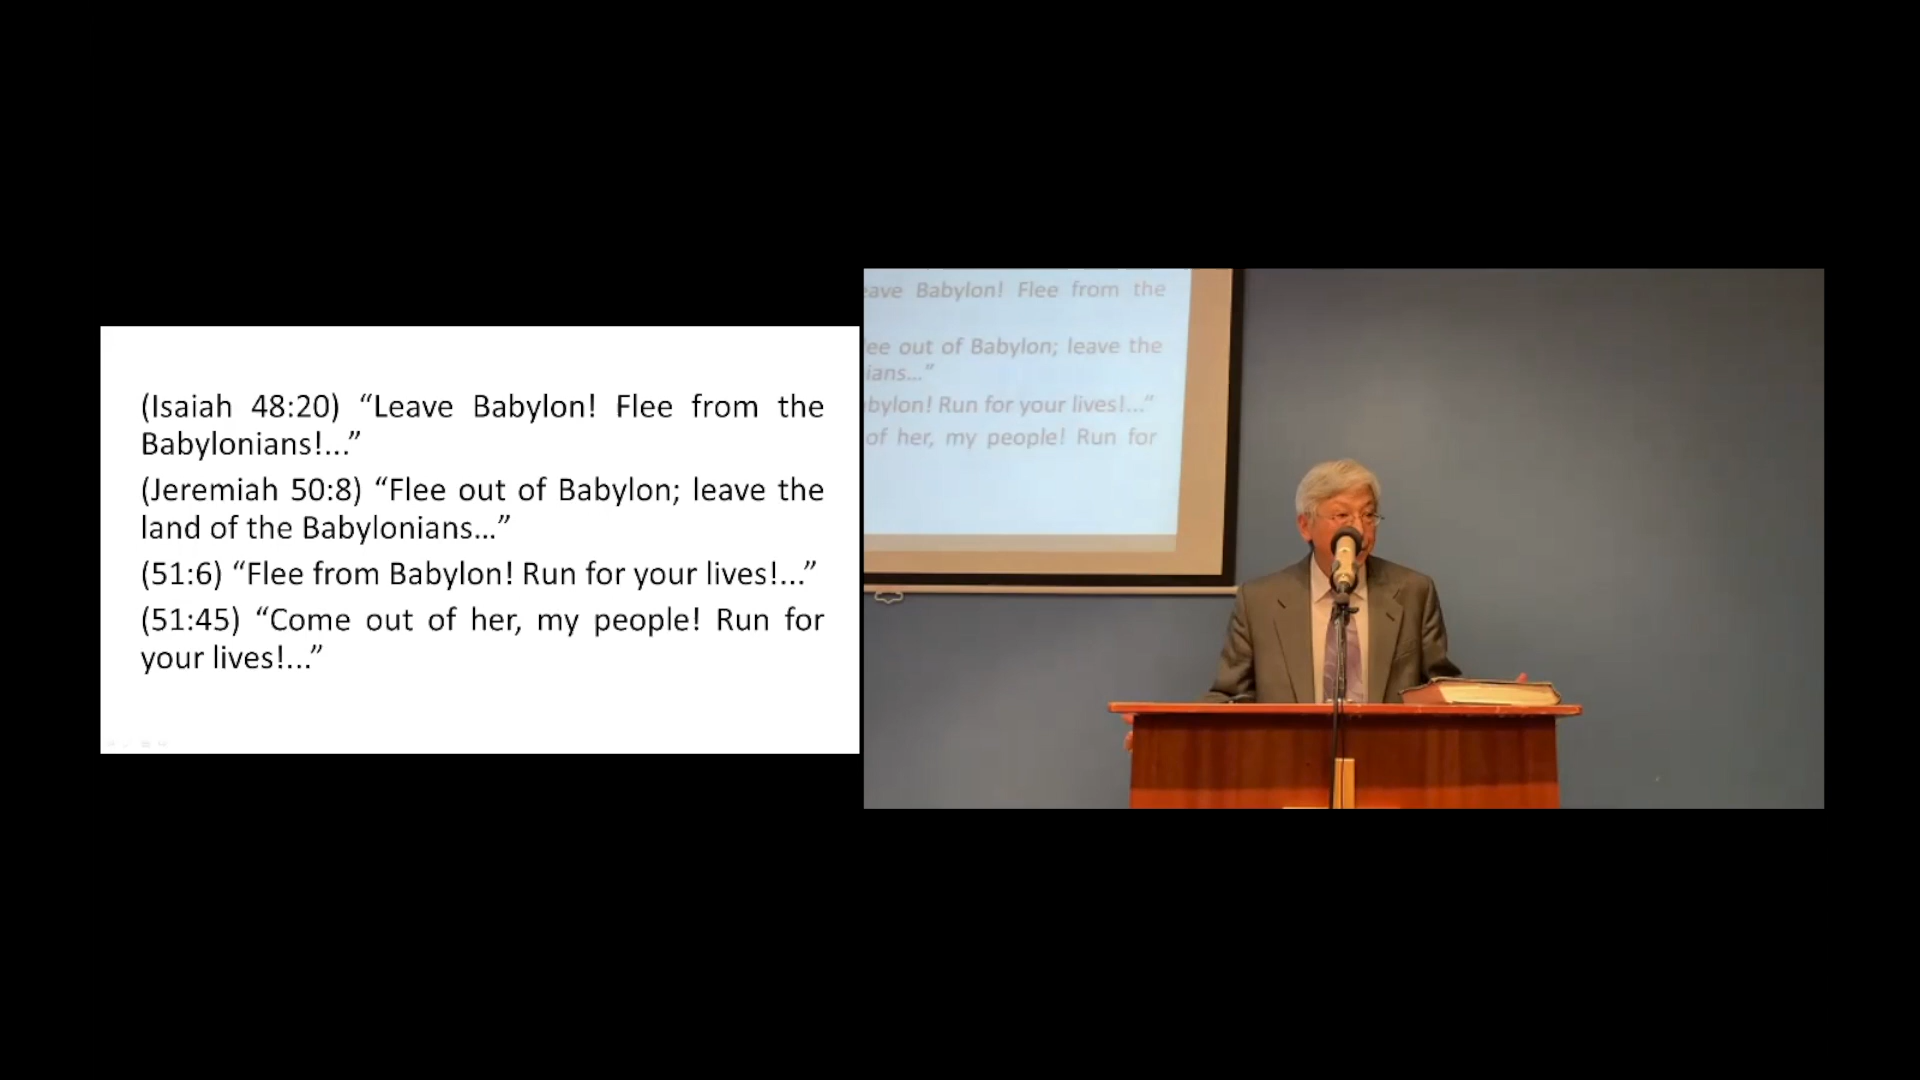 (Isaiah 48:20) “Leave Babylon! Flee from the
Babylonians!...”
(Jeremiah 50:8) “Flee out of Babylon; leave the
land of the Babylonians...”
(51:6) “Flee from Babylon! Run for your lives!...”
(51:45) “Come out of her, my people! Run for
your lives!...”
eave Babylon! Flee from the
ee out of Babylon; leave the
ians...”
bylon! Run for your lives!...”
of her, my people! Run for